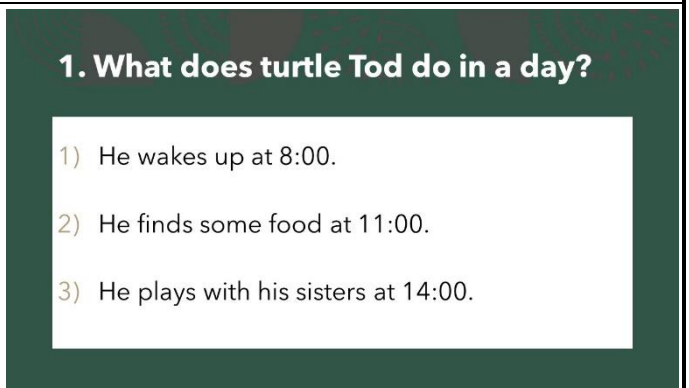 1. What does turtle Tod do in a day?
1) He wakes up at 8:00.
2) He finds some food at 11:00.
3) He plays with his sisters at 14:00.